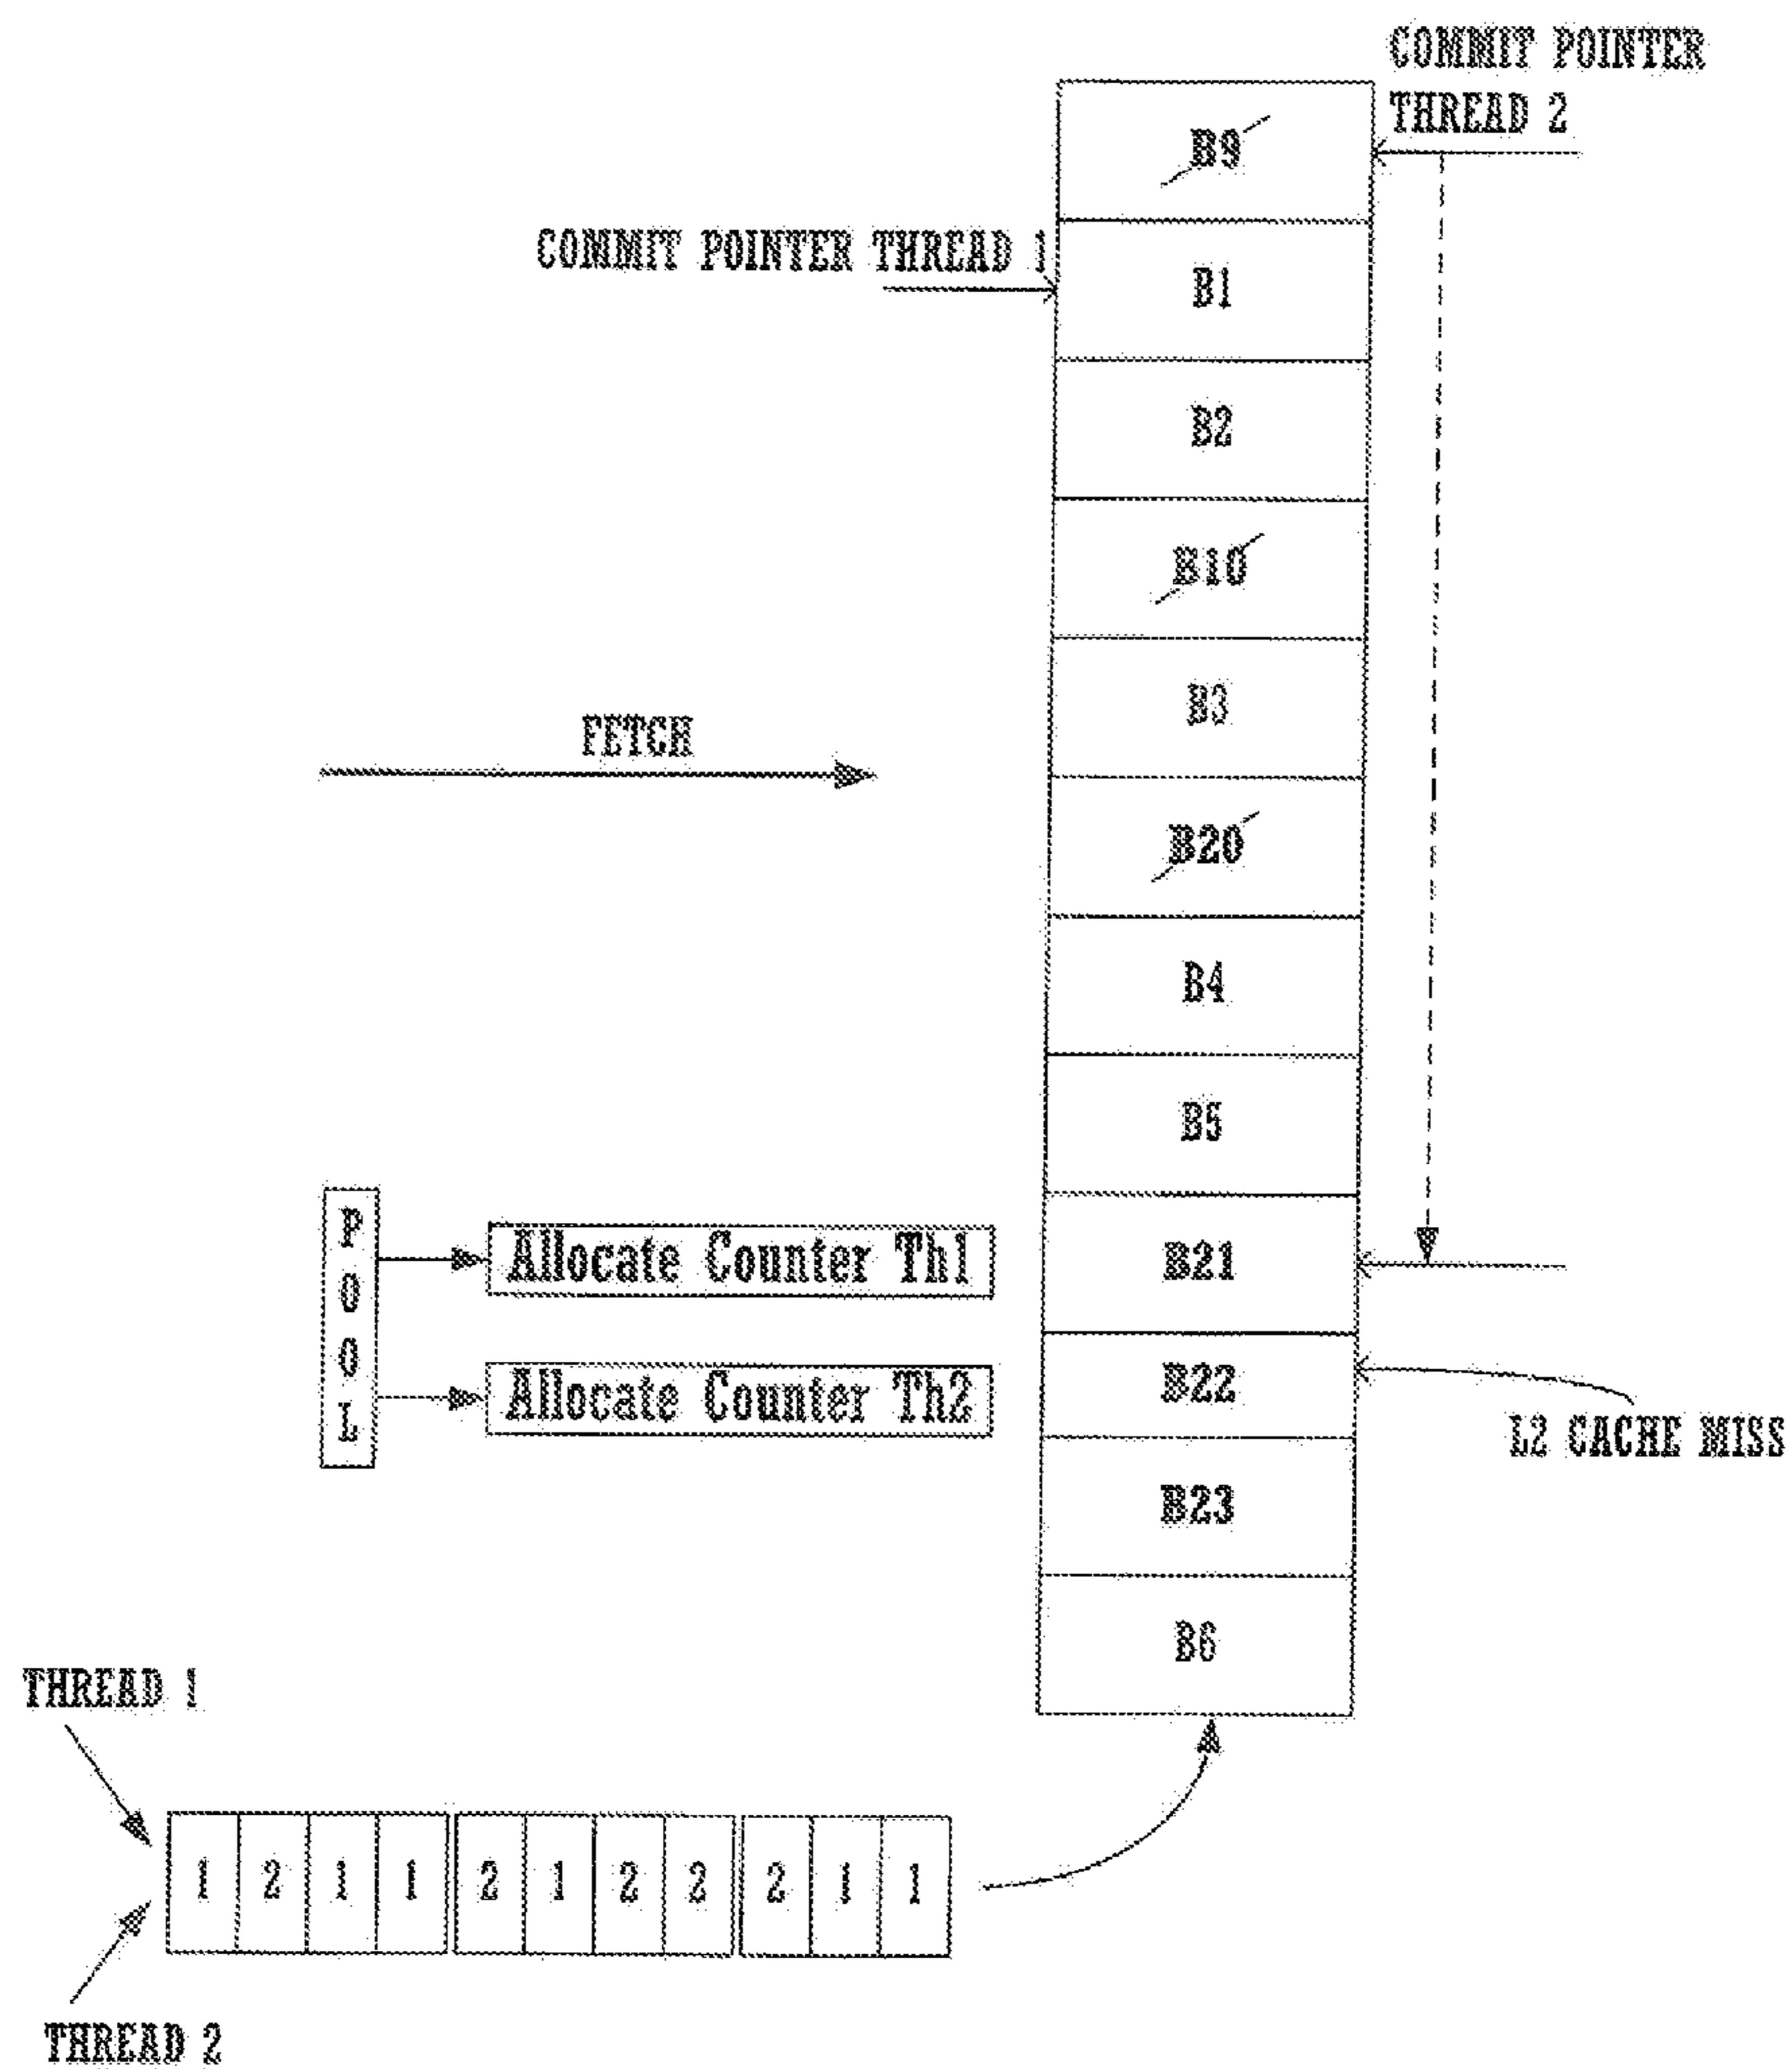 COMMIT POINTER
THREAD 2
B9
COMMIT POINTER THREAD 1
B1
B2
B10
B3
FETCH
B20
B4
B5
POOL
Allocate Counter Th1
B21
Allocate Counter Th2
B22
L2 CACHE MISS
B23
B6
THREAD 1
1 2 1 1 2 1 2 2 2 1 1
THREAD 2